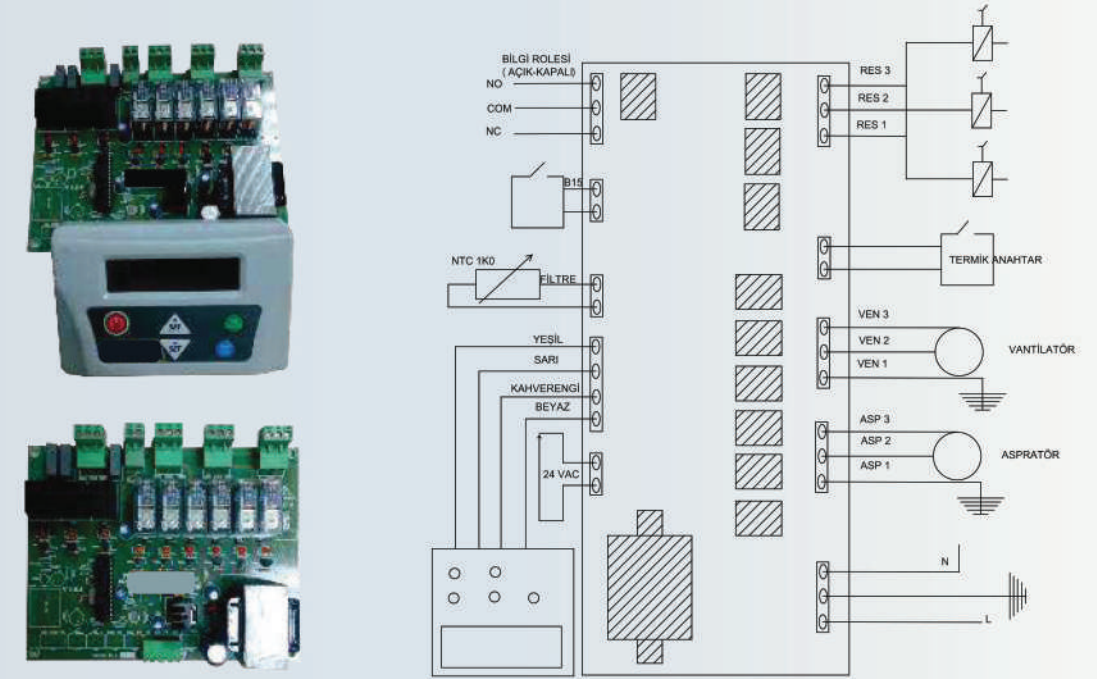 BİLGİ ROLESİ
( AÇIK-KAPALI)
NO
COM
NC
B15
NTC 1K0
FİLTRE
YEŞİL
SARI
KAHVERENGİ
BEYAZ
24 VAC
RES 3
RES 2
RES 1
TERMİK ANAHTAR
VEN 3
VEN 2
VEN 1
VANTİLATÖR
ASP 3
ASP 2
ASP 1
ASPRATÖR
N
L
SET
SET